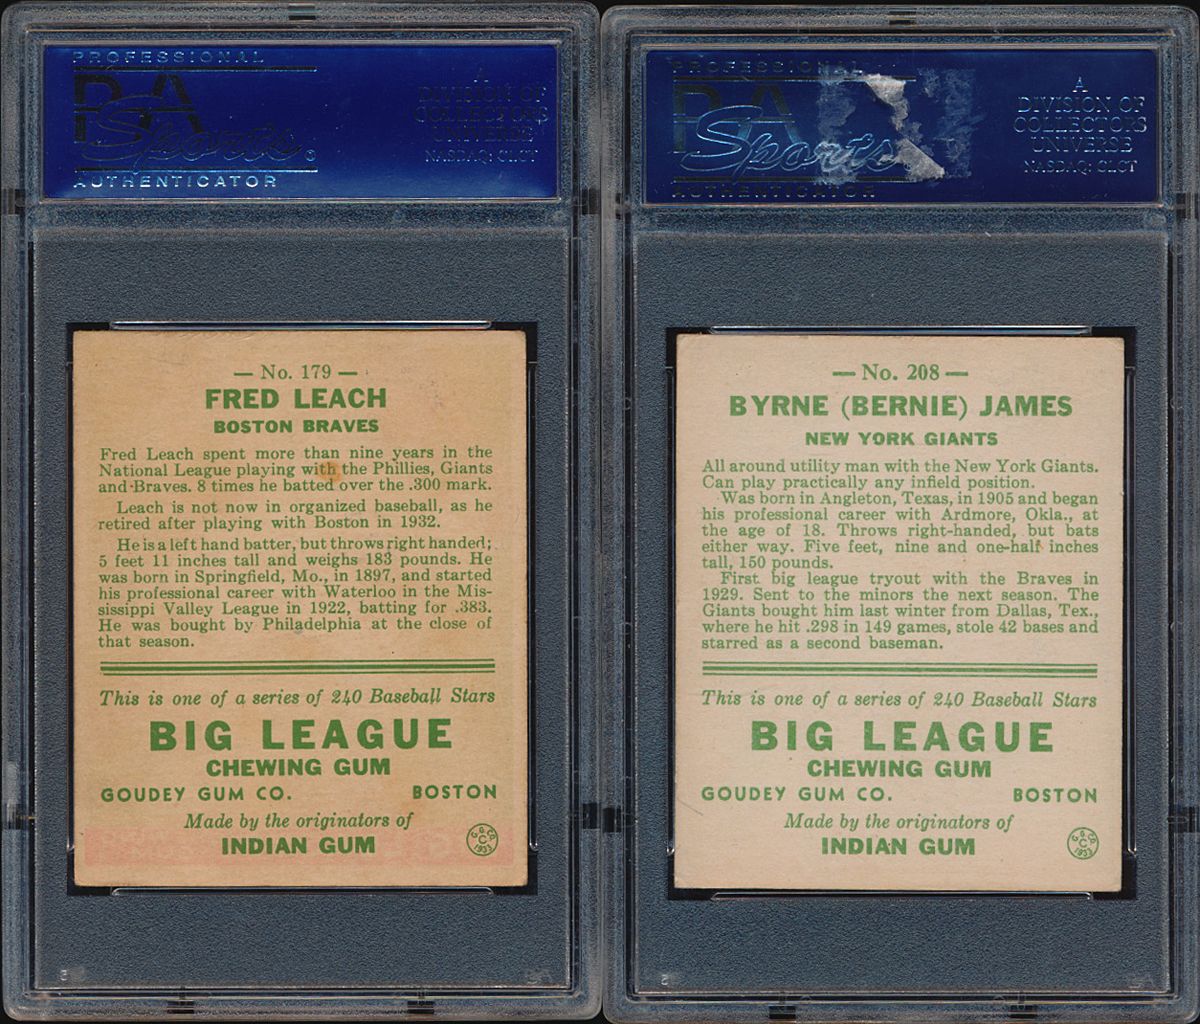 PROFESSIONAL
PSA
Sports
AUTHENTICATOR
A
DIVISION OF
COLLECTORS
UNIVERSE
NASDAQ: CLCT
— No. 179 —
FRED LEACH
BOSTON BRAVES
Fred Leach spent more than nine years in the
National League playing with the Phillies, Giants
and Braves. 8 times he batted over the .300 mark.
Leach is not now in organized baseball, as he
retired after playing with Boston in 1932.
He is a left hand batter, but throws right handed;
5 feet 11 inches tall and weighs 183 pounds. He
was born in Springfield, Mo., in 1897, and started
his professional career with Waterloo in the Mis-
sissippi Valley League in 1922, batting for .383.
He was bought by Philadelphia at the close of
that season.
This is one of a series of 240 Baseball Stars
BIG LEAGUE
CHEWING GUM
GOUDEY GUM CO. BOSTON
Made by the originators of
INDIAN GUM
G.G.CO.
C
1933
PROFESSIONAL
PSA
Sports
AUTHENTICATOR
A
DIVISION OF
COLLECTORS
UNIVERSE
NASDAQ: CLCT
— No. 208 —
BYRNE (BERNIE) JAMES
NEW YORK GIANTS
All around utility man with the New York Giants.
Can play practically any infield position.
Was born in Angleton, Texas, in 1905 and began
his professional career with Ardmore, Okla., at
the age of 18. Throws right-handed, but bats
either way. Five feet, nine and one-half inches
tall, 150 pounds.
First big league tryout with the Braves in
1929. Sent to the minors the next season. The
Giants bought him last winter from Dallas, Tex.,
where he hit .298 in 149 games, stole 42 bases and
starred as a second baseman.
This is one of a series of 240 Baseball Stars
BIG LEAGUE
CHEWING GUM
GOUDEY GUM CO. BOSTON
Made by the originators of
INDIAN GUM
G.G.CO.
C
1933